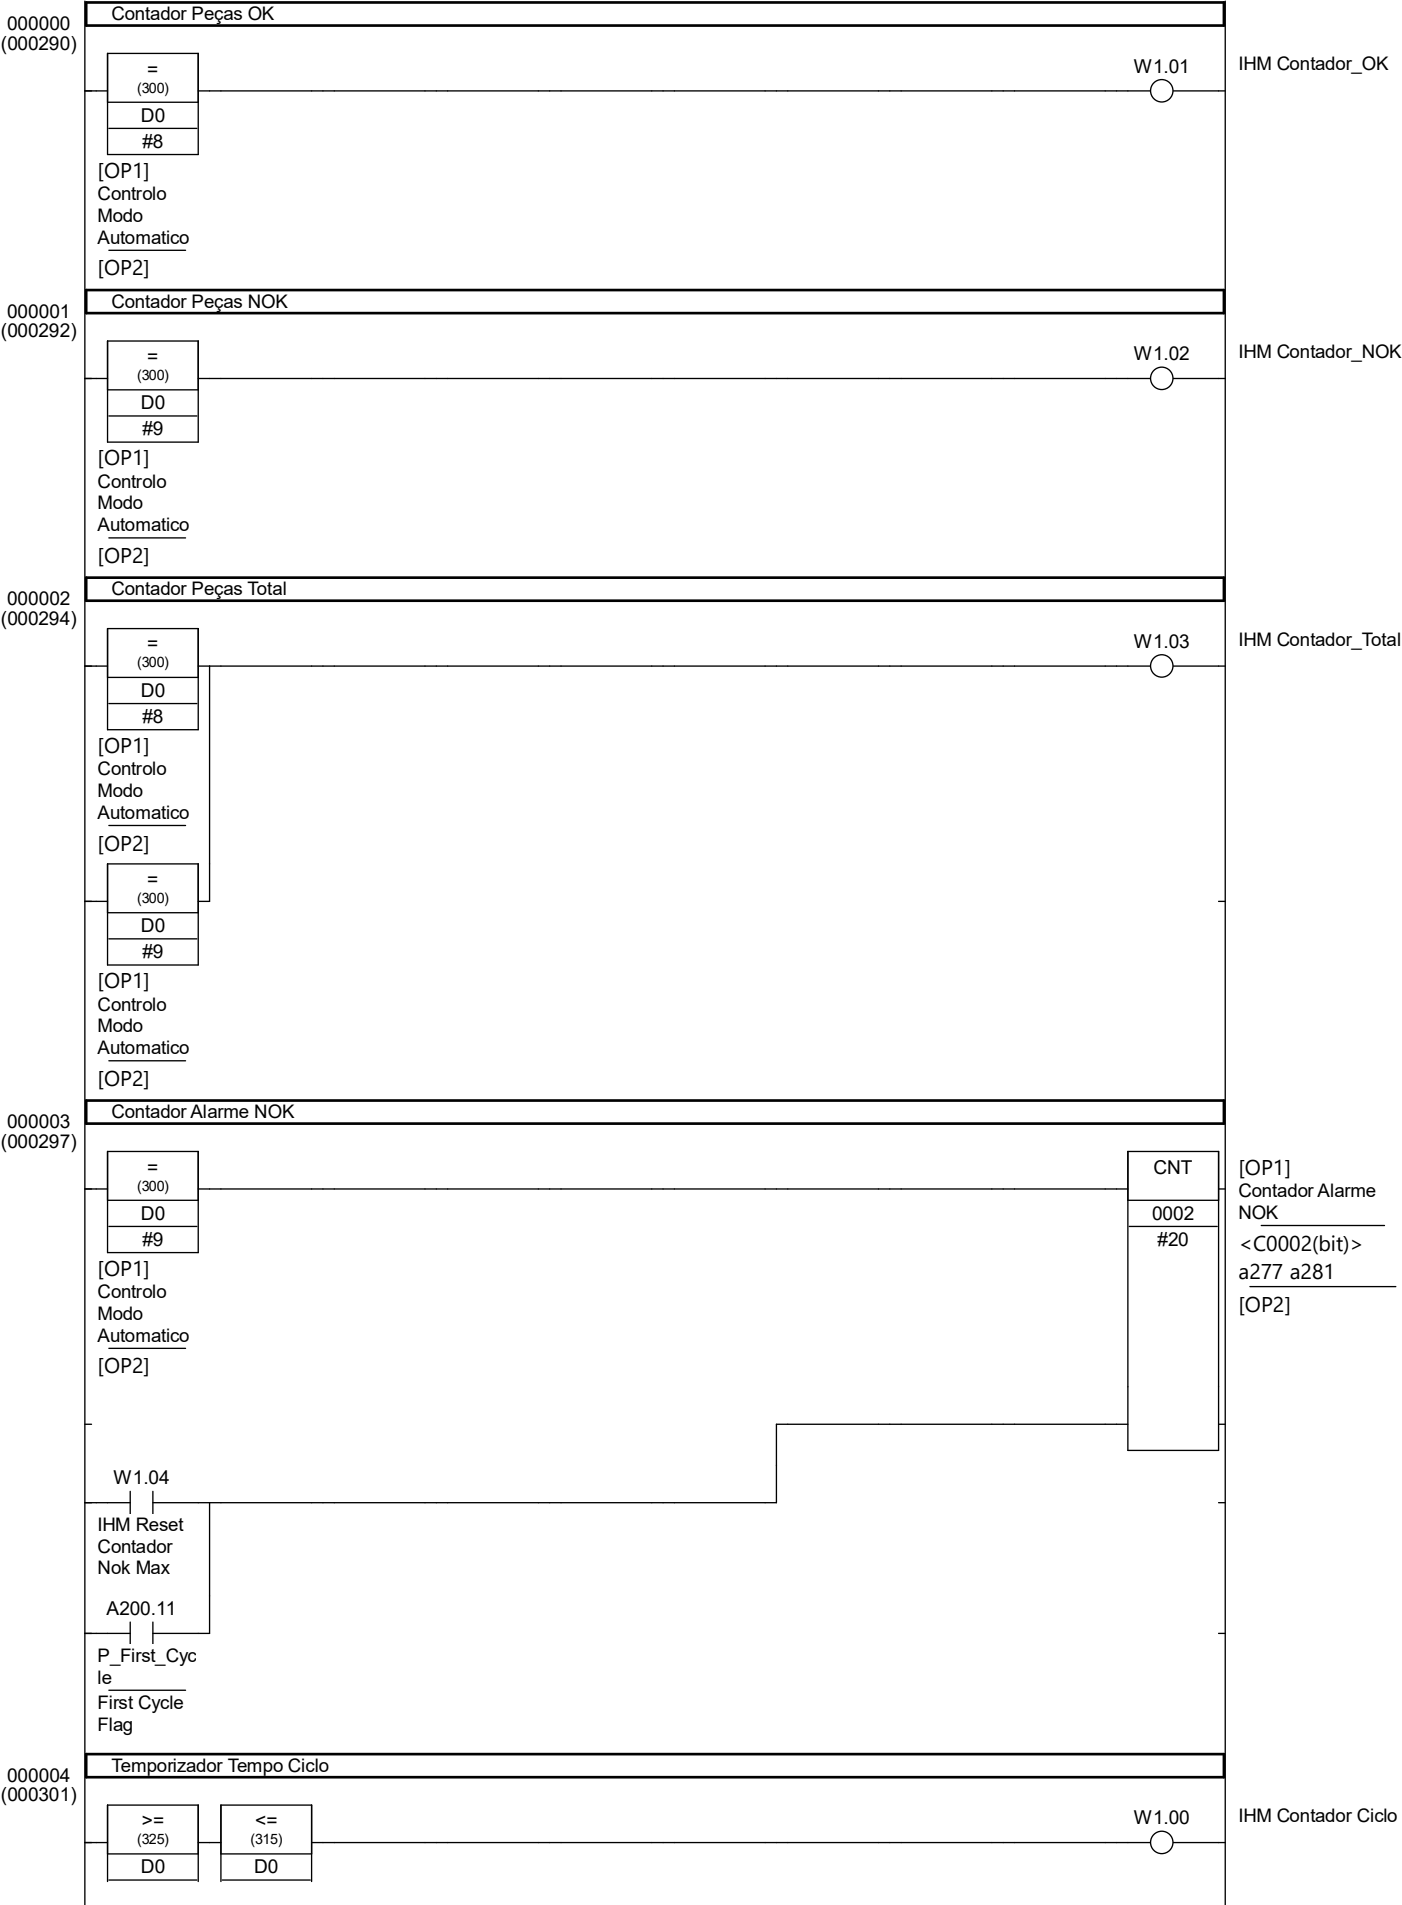 000000
(000290)
Contador Peças OK
=
(300)
D0
#8
[OP1]
Controlo
Modo
Automatico
[OP2]
W1.01
IHM Contador_OK
000001
(000292)
Contador Peças NOK
=
(300)
D0
#9
[OP1]
Controlo
Modo
Automatico
[OP2]
W1.02
IHM Contador_NOK
000002
(000294)
Contador Peças Total
=
(300)
D0
#8
[OP1]
Controlo
Modo
Automatico
[OP2]
W1.03
IHM Contador_Total
=
(300)
D0
#9
[OP1]
Controlo
Modo
Automatico
[OP2]
000003
(000297)
Contador Alarme NOK
=
(300)
D0
#9
[OP1]
Controlo
Modo
Automatico
[OP2]
CNT
0002
#20
[OP1]
Contador Alarme
NOK
<C0002(bit)>
a277 a281
[OP2]
W1.04
IHM Reset
Contador
Nok Max
A200.11
P_First_Cyc
le
First Cycle
Flag
000004
(000301)
Temporizador Tempo Ciclo
>=
(325)
D0
<=
(315)
D0
W1.00
IHM Contador Ciclo